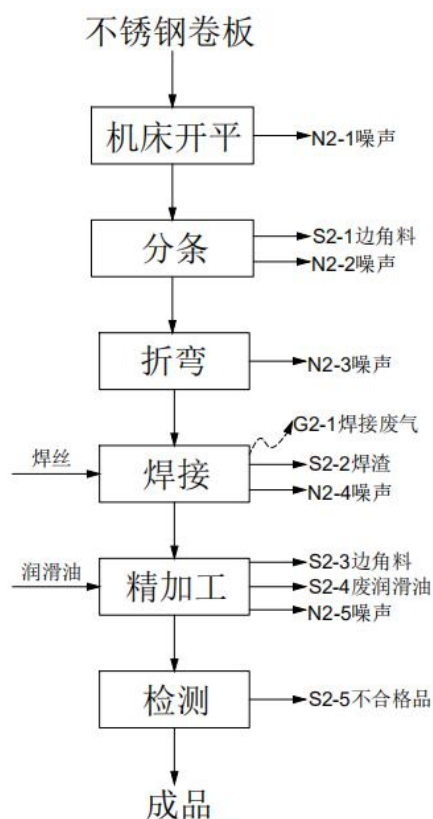 不锈钢卷板
机床开平
N2-1噪声
分条
S2-1边角料
N2-2噪声
折弯
N2-3噪声
G2-1焊接废气
焊丝
焊接
S2-2焊渣
N2-4噪声
润滑油
精加工
S2-3边角料
S2-4废润滑油
N2-5噪声
检测
S2-5不合格品
成品